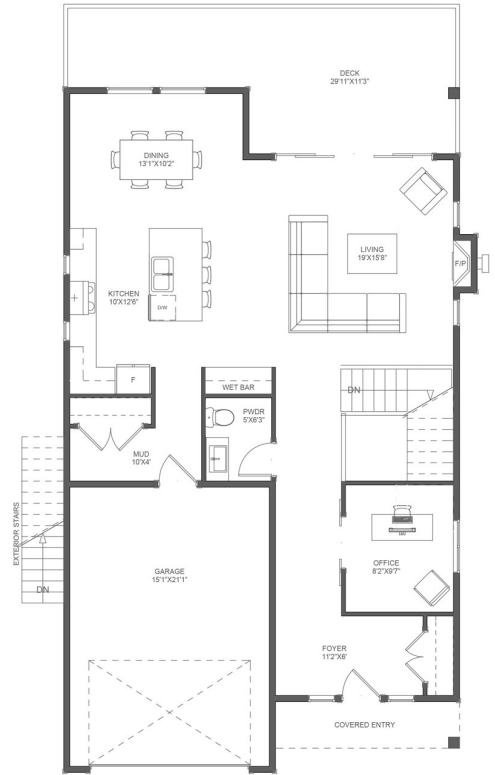 DECK
29'11"X11'3"
DINING
13'1"X10'2"
LIVING
19'X15'8"
F/P
KITCHEN
10'X12'6"
D/W
F
WET BAR
DN
PWDR
5'X6'3"
MUD
10'X4'
EXTERIOR STAIRS
DN
GARAGE
15'1"X21'1"
OFFICE
8'2"X9'7"
FOYER
11'2"X6'
COVERED ENTRY